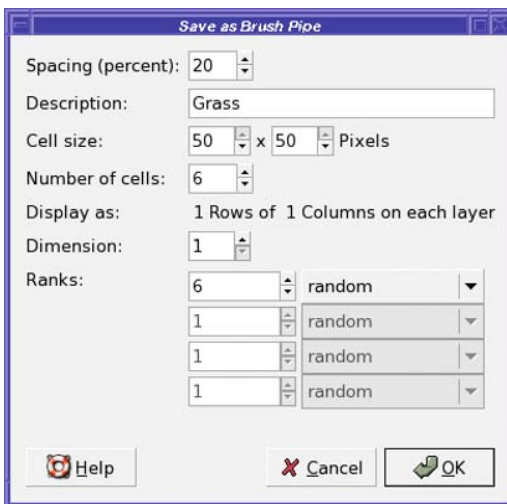 Save as Brush Pipe
Spacing (percent): 20
Description: Grass
Cell size: 50 x 50 Pixels
Number of cells: 6
Display as: 1 Rows of 1 Columns on each layer
Dimension: 1
Ranks: 6 random
1 random
1 random
1 random
Help Cancel OK